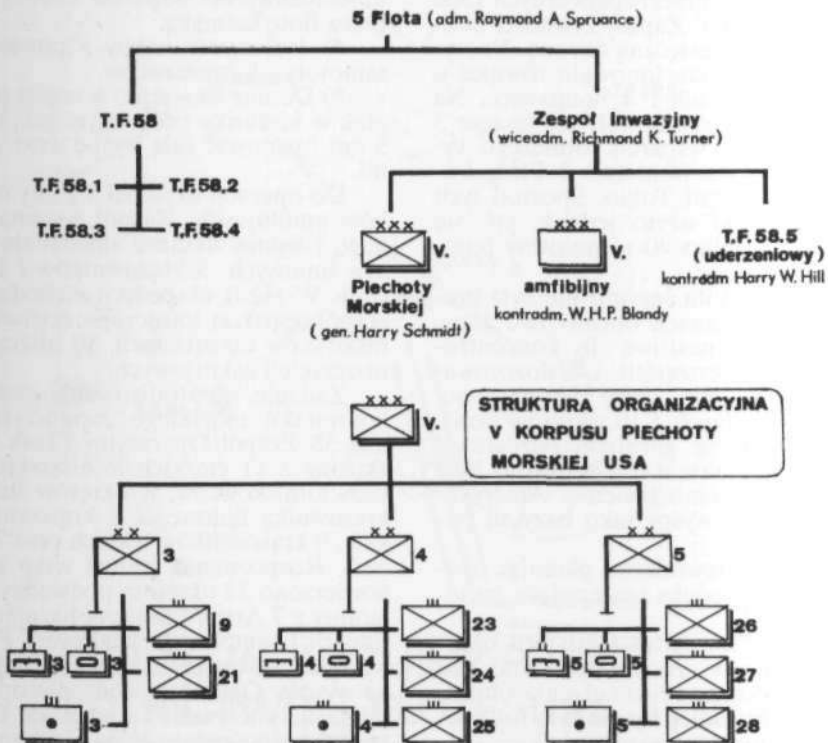 5 Flota (adm. Raymond A. Spruance)
T.F. 58
Zespół Inwazyjny
(wiceadm. Richmond K. Turner)
T.F.58.1 T.F.58.2
T.F.58.3 T.F.58.4
xxx V.
xxx V.
T.F. 58.5
(uderzeniowy)
kontradm Harry W. Hill
Piechoty
Morskiej
(gen. Harry Schmidt)
amfibijny
kontradm. W.H.P. Blandy
xxx V.
STRUKTURA ORGANIZACYJNA
V KORPUSU PIECHOTY
MORSKIEJ USA
xx 3 xx 4 xx 5
9 23 26
3 3 4 4 5 5
21 24 27
3 4 5
25 28